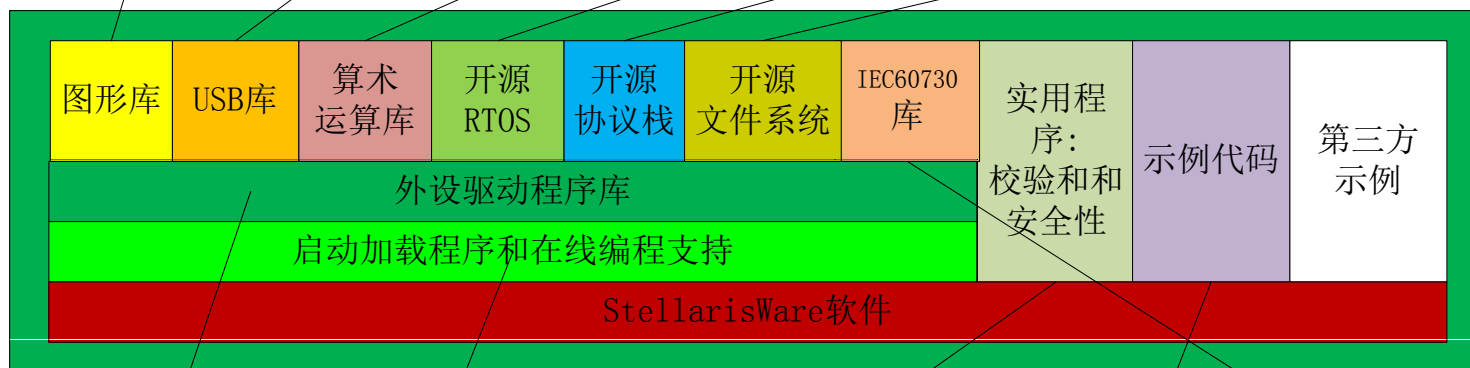 图形库
USB库
算术
运算库
开源
RTOS
开源
协议栈
开源
文件系统
IEC60730
库
实用程
序:
校验和和
安全性
示例代码
第三方
示例
外设驱动程序库
启动加载程序和在线编程支持
StellarisWare软件